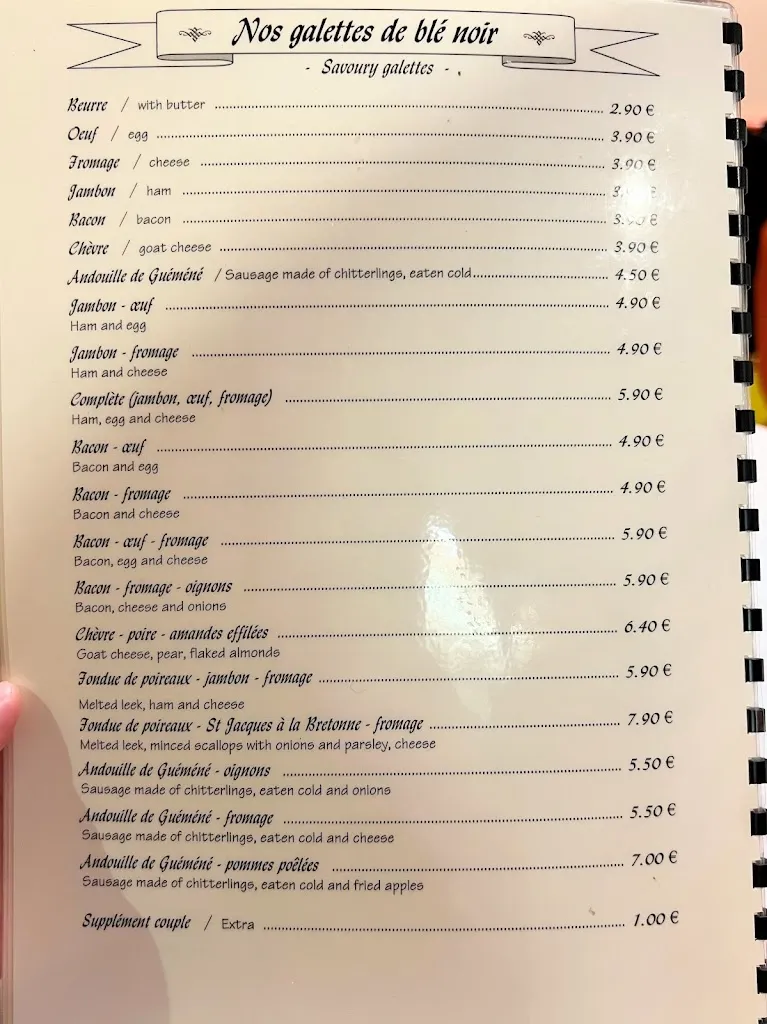 Nos galettes de blé noir
- Savoury galettes -
Beurre / with butter 2.90 €
Oeuf / egg 3.90 €
Fromage / cheese 3.90 €
Jambon / ham
Bacon / bacon 3.90 €
Chèvre / goat cheese 3.90 €
Andouille de Guéméné / Sausage made of chitterlings, eaten cold 4.50 €
Jambon - œuf 4.90 €
Ham and egg
Jambon - fromage 4.90 €
Ham and cheese
Complète (jambon, œuf, fromage) 5.90 €
Ham, egg and cheese
Bacon - œuf 4.90 €
Bacon and egg
Bacon - fromage 4.90 €
Bacon and cheese
Bacon - œuf - fromage 5.90 €
Bacon, egg and cheese
Bacon - fromage - oignons 5.90 €
Bacon, cheese and onions
Chèvre - poire - amandes effilées 6.40 €
Goat cheese, pear, flaked almonds
Fondue de poireaux - jambon - fromage 5.90 €
Melted leek, ham and cheese
Fondue de poireaux - St Jacques à la Bretonne - fromage 7.90 €
Melted leek, minced scallops with onions and parsley, cheese
Andouille de Guéméné - oignons 5.50 €
Sausage made of chitterlings, eaten cold and onions
Andouille de Guéméné - fromage 5.50 €
Sausage made of chitterlings, eaten cold and cheese
Andouille de Guéméné - pommes poêlées 7.00 €
Sausage made of chitterlings, eaten cold and fried apples
Supplément couple / Extra 1.00 €